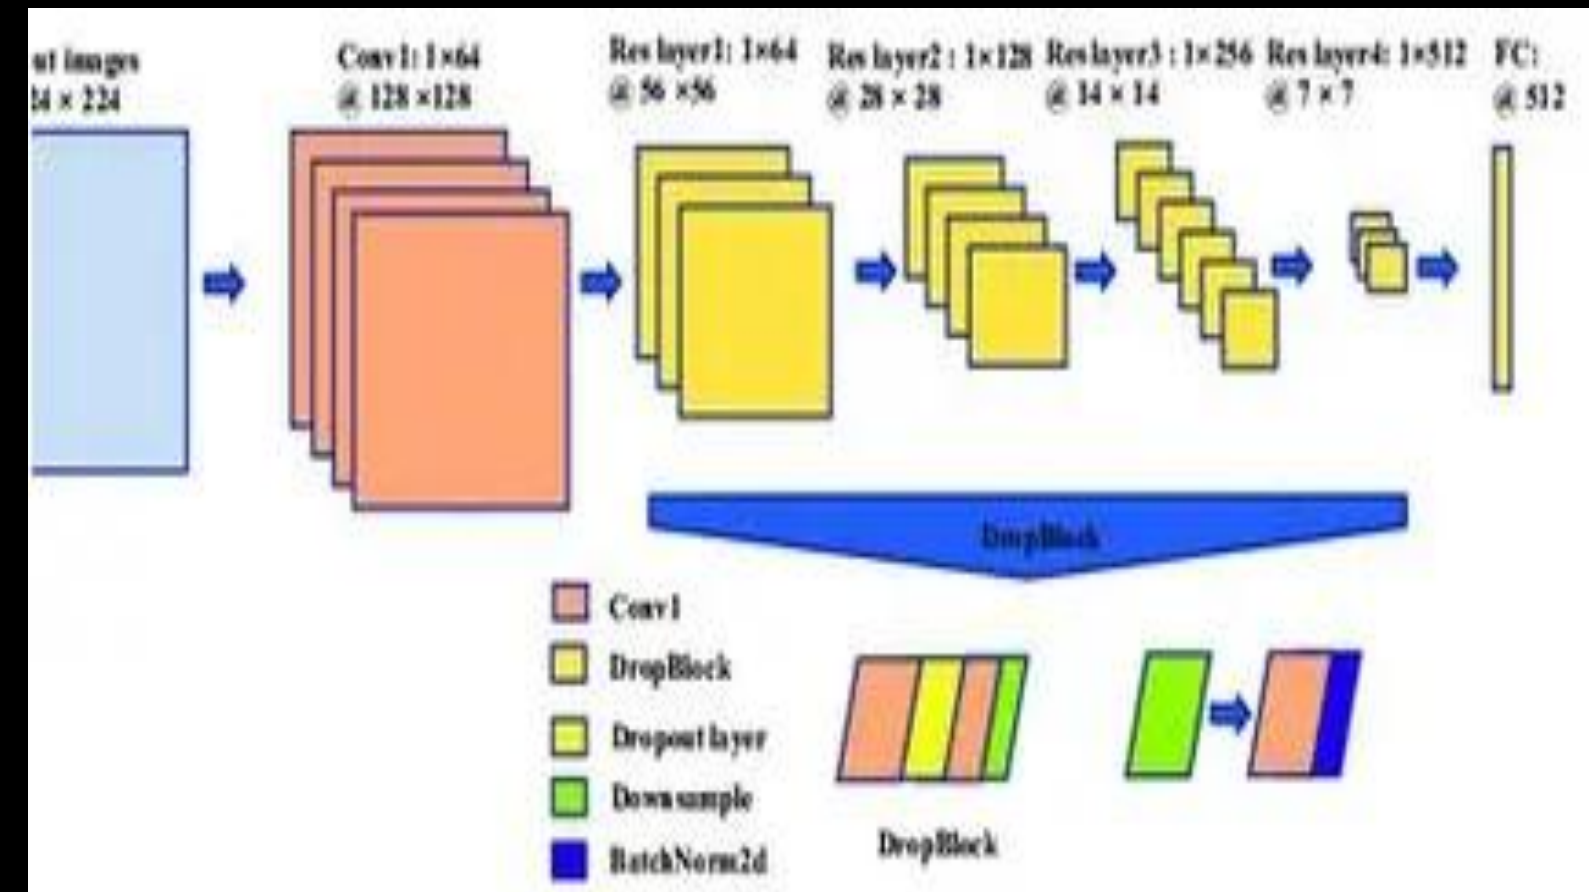 ut images
24 × 224
Conv1: 1×64
@ 128 ×128
Res layer1: 1×64
@ 56 ×56
Res layer2 : 1×128
@ 28 × 28
Res layer3 : 1×256
@ 14 × 14
Res layer4: 1×512
@ 7 × 7
FC:
@ 512
DropBlock
Conv1
DropBlock
Dropout layer
Downsample
BatchNorm2d
DropBlock